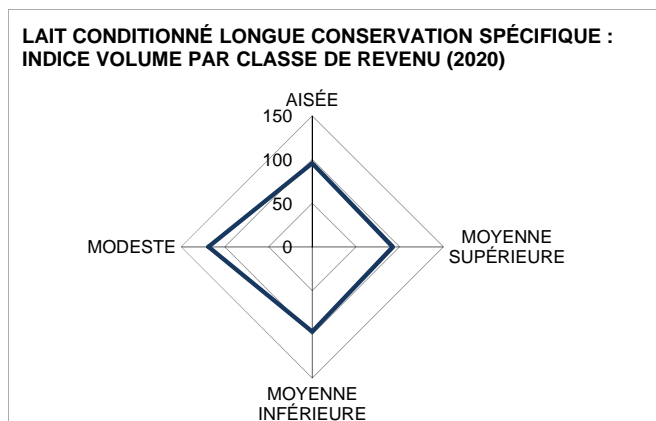 LAIT CONDITIONNÉ LONGUE CONSERVATION SPÉCIFIQUE :
INDICE VOLUME PAR CLASSE DE REVENU (2020)
AISÉE
150
100
50
0
MODESTE
MOYENNE
SUPÉRIEURE
MOYENNE
INFÉRIEURE